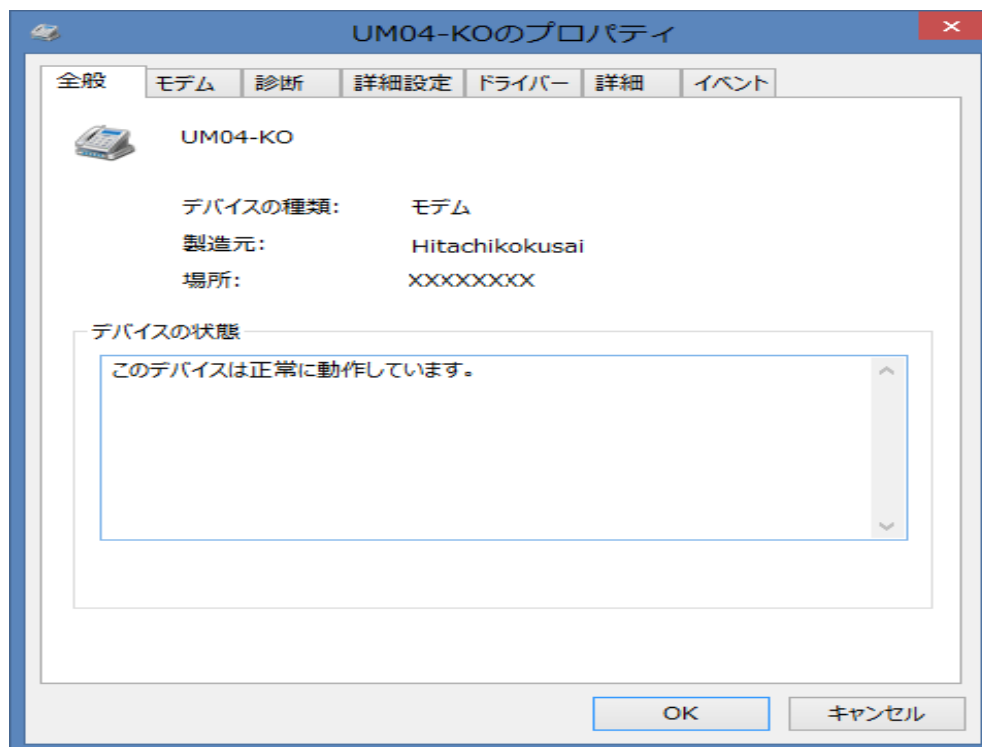 UM04-KOのプロパティ
全般 モデム 診断 詳細設定 ドライバー 詳細 イベント
UM04-KO
デバイスの種類: モデム
製造元: Hitachikokusai
場所: XXXXXXXX
デバイスの状態
このデバイスは正常に動作しています。
OK キャンセル